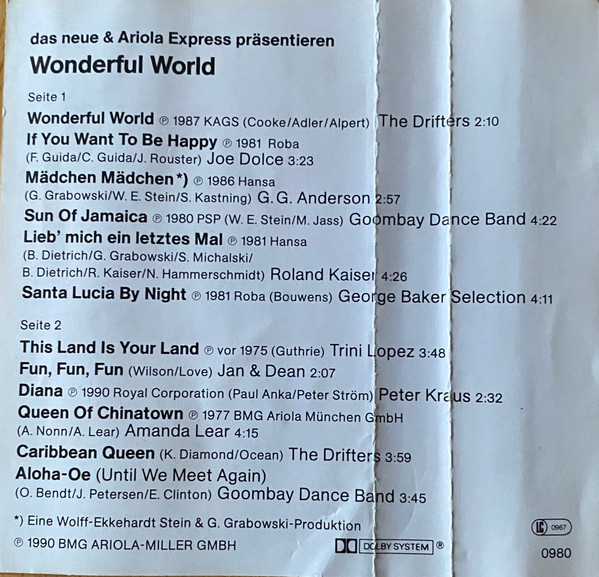 das neue & Ariola Express präsentieren
Wonderful World
Seite 1
Wonderful World ℗ 1987 KAGS (Cooke/Adler/Alpert) The Drifters 2:10
If You Want To Be Happy ℗ 1981 Roba
(F. Guida/C. Guida/J. Rouster) Joe Dolce 3:23
Mädchen Mädchen*) ℗ 1986 Hansa
(G. Grabowski/W. E. Stein/S. Kastning) G.G. Anderson 2:57
Sun Of Jamaica ℗ 1980 PSP (W. E. Stein/M. Jass) Goombay Dance Band 4:22
Lieb' mich ein letztes Mal ℗ 1981 Hansa
(B. Dietrich/G. Grabowski/S. Michalski/
B. Dietrich/R. Kaiser/N. Hammerschmidt) Roland Kaiser 4:26
Santa Lucia By Night ℗ 1981 Roba (Bouwens) George Baker Selection 4:11
Seite 2
This Land Is Your Land ℗ vor 1975 (Guthrie) Trini Lopez 3:48
Fun, Fun, Fun (Wilson/Love) Jan & Dean 2:07
Diana ℗ 1990 Royal Corporation (Paul Anka/Peter Ström) Peter Kraus 2:32
Queen Of Chinatown ℗ 1977 BMG Ariola München GmbH
(A. Nonn/A. Lear) Amanda Lear 4:15
Caribbean Queen (K. Diamond/Ocean) The Drifters 3:59
Aloha-Oe (Until We Meet Again)
(O. Bendt/J. Petersen/E. Clinton) Goombay Dance Band 3:45
*) Eine Wolff-Ekkehardt Stein & G. Grabowski-Produktion
LC 0967
℗ 1990 BMG ARIOLA-MILLER GMBH DOLBY SYSTEM ® 0980